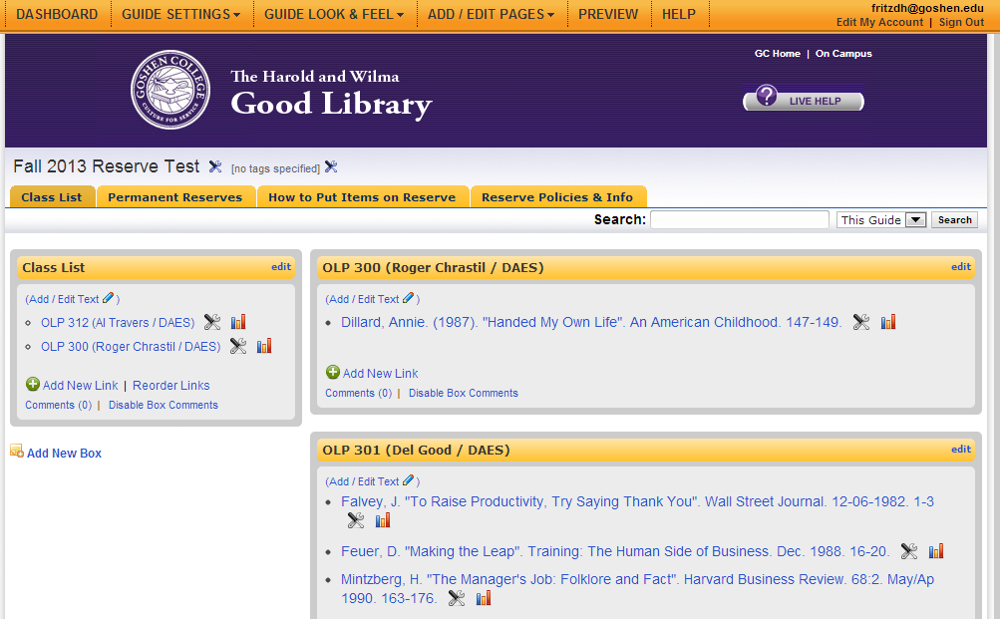 DASHBOARD GUIDE SETTINGS GUIDE LOOK & FEEL ADD / EDIT PAGES PREVIEW HELP
fritzdh@goshen.edu
Edit My Account | Sign Out
GOSHEN COLLEGE
CULTURE FOR SERVICE
The Harold and Wilma
Good Library
GC Home | On Campus
? LIVE HELP
Fall 2013 Reserve Test [no tags specified]
Class List Permanent Reserves How to Put Items on Reserve Reserve Policies & Info
Search: This Guide Search
Class List edit
(Add / Edit Text )
OLP 312 (Al Travers / DAES)
OLP 300 (Roger Chrastil / DAES)
Add New Link | Reorder Links
Comments (0) | Disable Box Comments
Add New Box
OLP 300 (Roger Chrastil / DAES) edit
(Add / Edit Text )
Dillard, Annie. (1987). "Handed My Own Life". An American Childhood. 147-149.
Add New Link
Comments (0) | Disable Box Comments
OLP 301 (Del Good / DAES) edit
(Add / Edit Text )
Falvey, J. "To Raise Productivity, Try Saying Thank You". Wall Street Journal. 12-06-1982. 1-3
Feuer, D. "Making the Leap". Training: The Human Side of Business. Dec. 1988. 16-20.
Mintzberg, H. "The Manager's Job: Folklore and Fact". Harvard Business Review. 68:2. May/Ap
1990. 163-176.